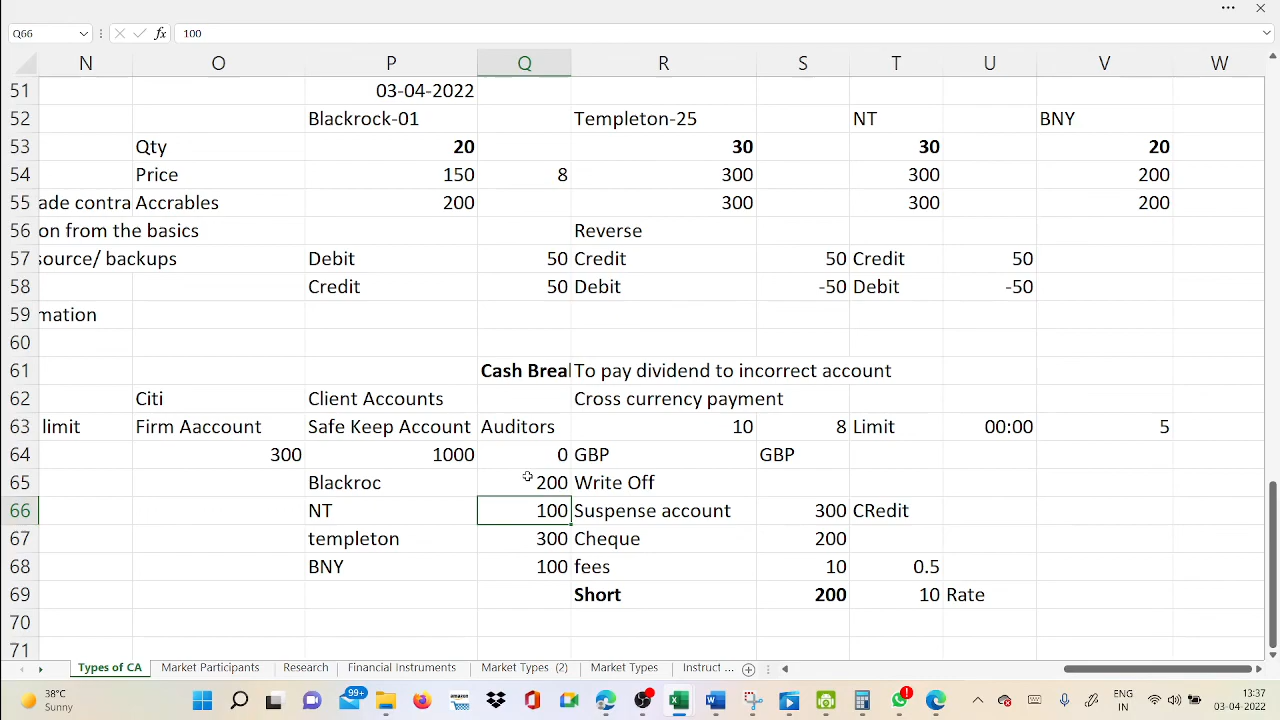 Q66 fx 100
N O P Q R S T U V W
51 03-04-2022
52 Blackrock-01 Templeton-25 NT BNY
53 Qty 20 30 30 20
54 Price 150 8 300 300 200
55 ade contra Accrables 200 300 300 200
56 on from the basics Reverse
57 source/ backups Debit 50 Credit 50 Credit 50
58 Credit 50 Debit -50 Debit -50
59 mation
60
61 Cash Brea To pay dividend to incorrect account
62 Citi Client Accounts Cross currency payment
63 limit Firm Aaccount Safe Keep Account Auditors 10 8 Limit 00:00 5
64 300 1000 0 GBP GBP
65 Blackroc 200 Write Off
66 NT 100 Suspense account 300 CRedit
67 templeton 300 Cheque 200
68 BNY 100 fees 10 0.5
69 Short 200 10 Rate
70
71
Types of CA Market Participants Research Financial Instruments Market Types (2) Market Types Instruct ...
38°C Sunny 99+ amazon ENG IN 13:37 03-04-2022